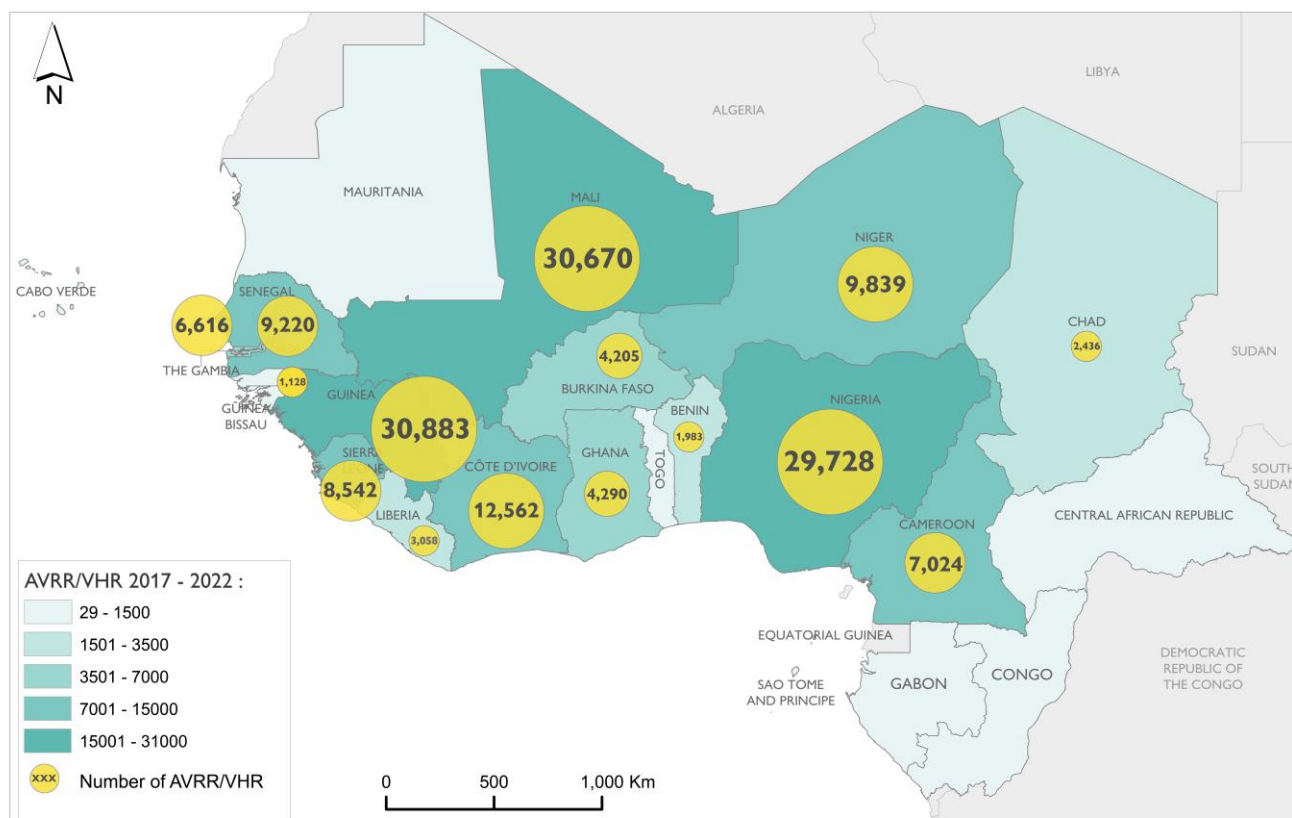 N
LIBYA
ALGERIA
MAURITANIA
MALI
30,670
NIGER
9,839
CABO VERDE
SENEGAL
6,616
9,220
CHAD
2,436
THE GAMBIA
4,205
BURKINA FASO
SUDAN
1,128
GUINEA
BISSAU
GUINEA
30,883
BENIN
1,983
NIGERIA
29,728
SIERRA
LEONE
8,542
CÔTE D'IVOIRE
12,562
GHANA
4,290
TOGO
SOUTH
SUDAN
LIBERIA
3,058
CENTRAL AFRICAN REPUBLIC
CAMEROON
7,024
EQUATORIAL GUINEA
SAO TOME
AND PRINCIPE
GABON
CONGO
DEMOCRATIC
REPUBLIC OF
THE CONGO
AVRR/VHR 2017 - 2022 :
29 - 1500
1501 - 3500
3501 - 7000
7001 - 15000
15001 - 31000
xxx Number of AVRR/VHR
0 500 1,000 Km